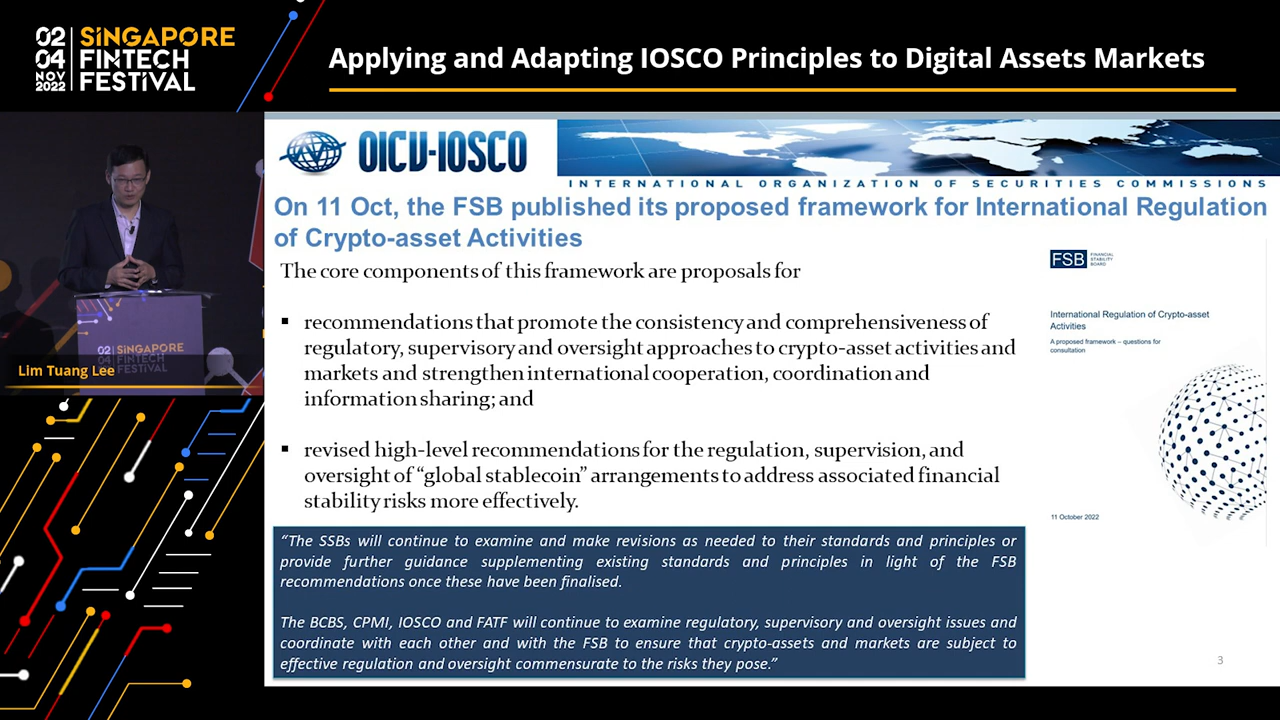 02
04
NOV
2022
SiNGAPORE
FiNTECH
FESTiVAL
Applying and Adapting IOSCO Principles to Digital Assets Markets
OICV-IOSCO
INTERNATIONAL ORGANIZATION OF SECURITIES COMMISSIONS
On 11 Oct, the FSB published its proposed framework for International Regulation
of Crypto-asset Activities
The core components of this framework are proposals for
▪ recommendations that promote the consistency and comprehensiveness of
regulatory, supervisory and oversight approaches to crypto-asset activities and
markets and strengthen international cooperation, coordination and
information sharing; and
▪ revised high-level recommendations for the regulation, supervision, and
oversight of “global stablecoin” arrangements to address associated financial
stability risks more effectively.
“The SSBs will continue to examine and make revisions as needed to their standards and principles or
provide further guidance supplementing existing standards and principles in light of the FSB
recommendations once these have been finalised.
The BCBS, CPMI, IOSCO and FATF will continue to examine regulatory, supervisory and oversight issues and
coordinate with each other and with the FSB to ensure that crypto-assets and markets are subject to
effective regulation and oversight commensurate to the risks they pose.”
FSB
FINANCIAL
STABILITY
BOARD
International Regulation of Crypto-asset
Activities
A proposed framework – questions for
consultation
11 October 2022
3
02
04
SiNGAPORE
FiNTECH
FESTiVAL
Lim Tuang Lee